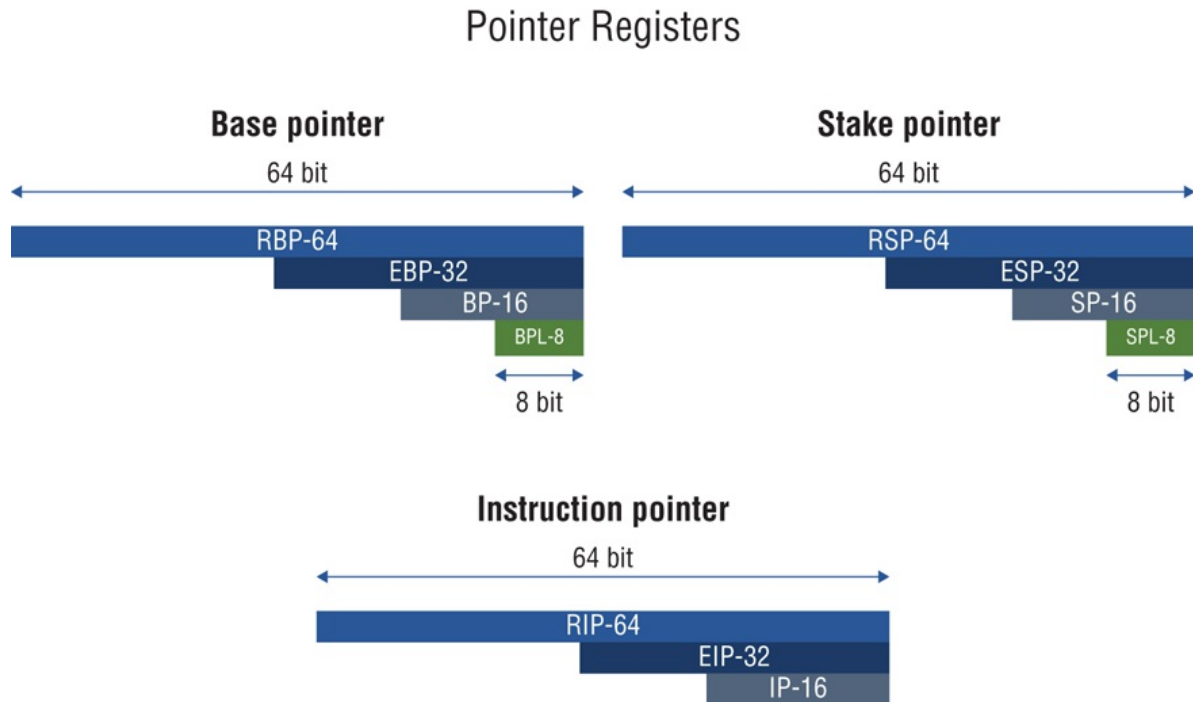 Pointer Registers
Base pointer
64 bit
RBP-64
EBP-32
BP-16
BPL-8
8 bit
Stake pointer
64 bit
RSP-64
ESP-32
SP-16
SPL-8
8 bit
Instruction pointer
64 bit
RIP-64
EIP-32
IP-16